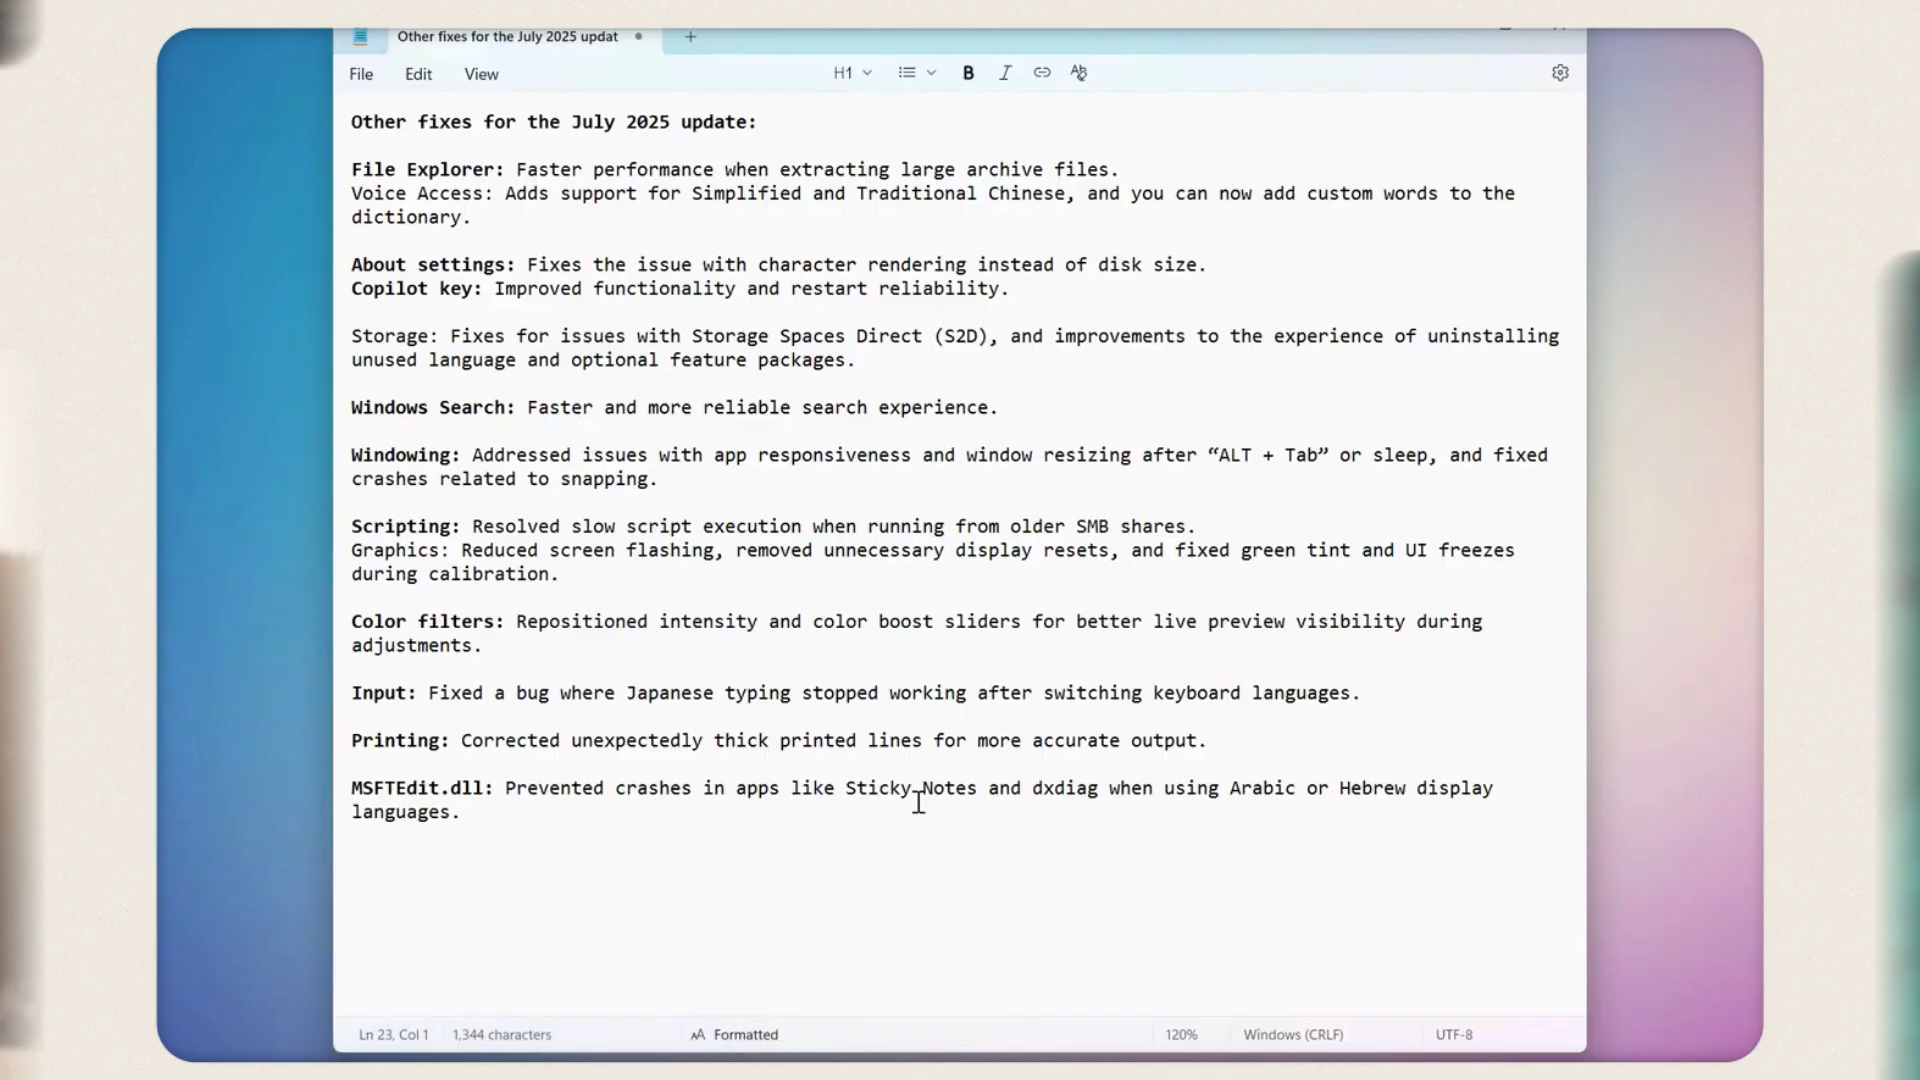 Other fixes for the July 2025 updat
File Edit View H1 B I
Other fixes for the July 2025 update:
File Explorer: Faster performance when extracting large archive files.
Voice Access: Adds support for Simplified and Traditional Chinese, and you can now add custom words to the
dictionary.
About settings: Fixes the issue with character rendering instead of disk size.
Copilot key: Improved functionality and restart reliability.
Storage: Fixes for issues with Storage Spaces Direct (S2D), and improvements to the experience of uninstalling
unused language and optional feature packages.
Windows Search: Faster and more reliable search experience.
Windowing: Addressed issues with app responsiveness and window resizing after “ALT + Tab” or sleep, and fixed
crashes related to snapping.
Scripting: Resolved slow script execution when running from older SMB shares.
Graphics: Reduced screen flashing, removed unnecessary display resets, and fixed green tint and UI freezes
during calibration.
Color filters: Repositioned intensity and color boost sliders for better live preview visibility during
adjustments.
Input: Fixed a bug where Japanese typing stopped working after switching keyboard languages.
Printing: Corrected unexpectedly thick printed lines for more accurate output.
MSFTEdit.dll: Prevented crashes in apps like Sticky Notes and dxdiag when using Arabic or Hebrew display
languages.
Ln 23, Col 1 1,344 characters Formatted 120% Windows (CRLF) UTF-8